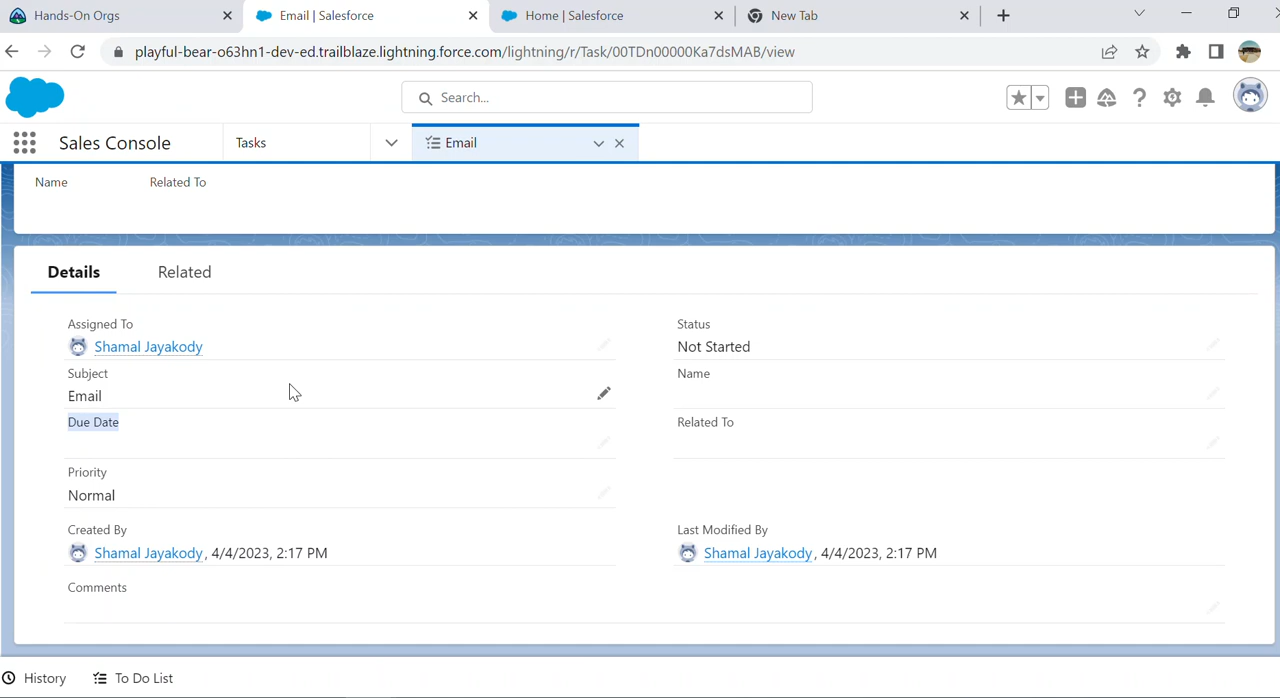 Hands-On Orgs
Email | Salesforce
Home | Salesforce
New Tab
playful-bear-o63hn1-dev-ed.trailblaze.lightning.force.com/lightning/r/Task/00TDn00000Ka7dsMAB/view
Search...
Sales Console
Tasks
Email
Name
Related To
Details
Related
Assigned To
Shamal Jayakody
Status
Not Started
Subject
Email
Name
Due Date
Related To
Priority
Normal
Created By
Shamal Jayakody, 4/4/2023, 2:17 PM
Last Modified By
Shamal Jayakody, 4/4/2023, 2:17 PM
Comments
History
To Do List